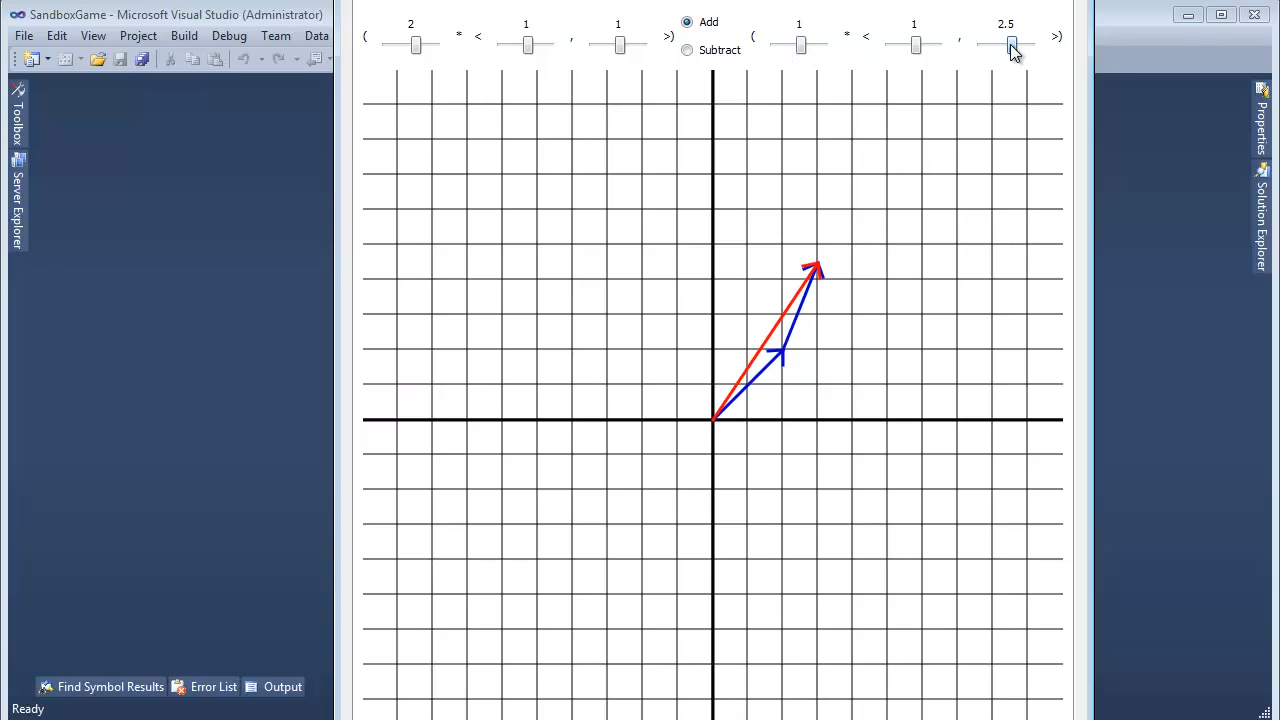 SandboxGame - Microsoft Visual Studio (Administrator)
File Edit View Project Build Debug Team Data
2 1 1 Add 1 1 2.5
( * < , >) ( * < , >)
Subtract
Toolbox
Server Explorer
Properties
Solution Explorer
Find Symbol Results Error List Output
Ready